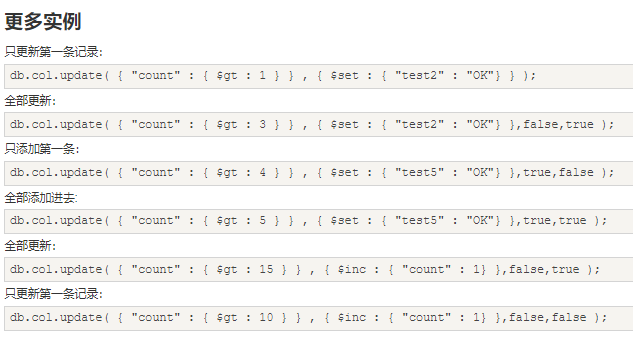 更多实例
只更新第一条记录:
db.col.update( { "count" : { $gt : 1 } } , { $set : { "test2" : "OK"} } );
全部更新:
db.col.update( { "count" : { $gt : 3 } } , { $set : { "test2" : "OK"} },false,true );
只添加第一条:
db.col.update( { "count" : { $gt : 4 } } , { $set : { "test5" : "OK"} },true,false );
全部添加进去:
db.col.update( { "count" : { $gt : 5 } } , { $set : { "test5" : "OK"} },true,true );
全部更新:
db.col.update( { "count" : { $gt : 15 } } , { $inc : { "count" : 1} },false,true );
只更新第一条记录:
db.col.update( { "count" : { $gt : 10 } } , { $inc : { "count" : 1} },false,false );